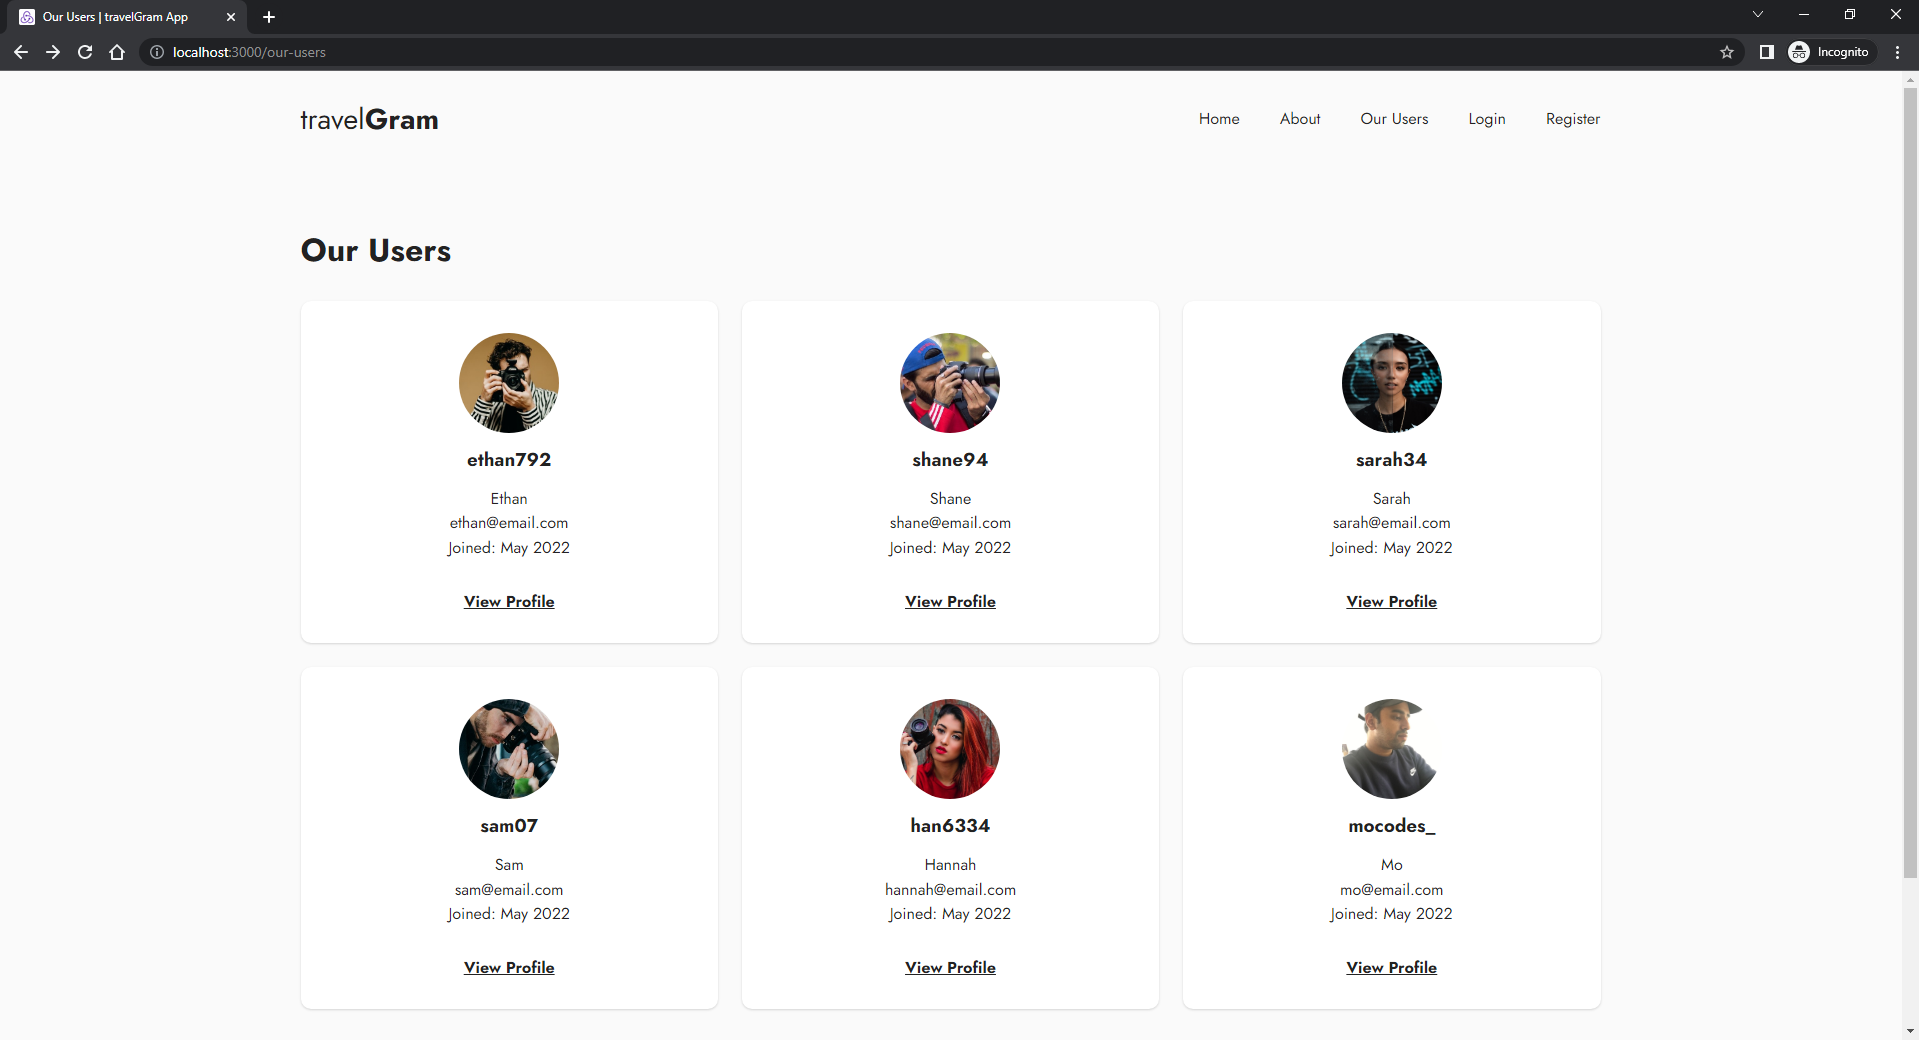 Our Users | travelGram App
localhost:3000/our-users
Incognito
travelGram
Home About Our Users Login Register
Our Users
ethan792
Ethan
ethan@email.com
Joined: May 2022
View Profile
shane94
Shane
shane@email.com
Joined: May 2022
View Profile
sarah34
Sarah
sarah@email.com
Joined: May 2022
View Profile
sam07
Sam
sam@email.com
Joined: May 2022
View Profile
han6334
Hannah
hannah@email.com
Joined: May 2022
View Profile
mocodes_
Mo
mo@email.com
Joined: May 2022
View Profile